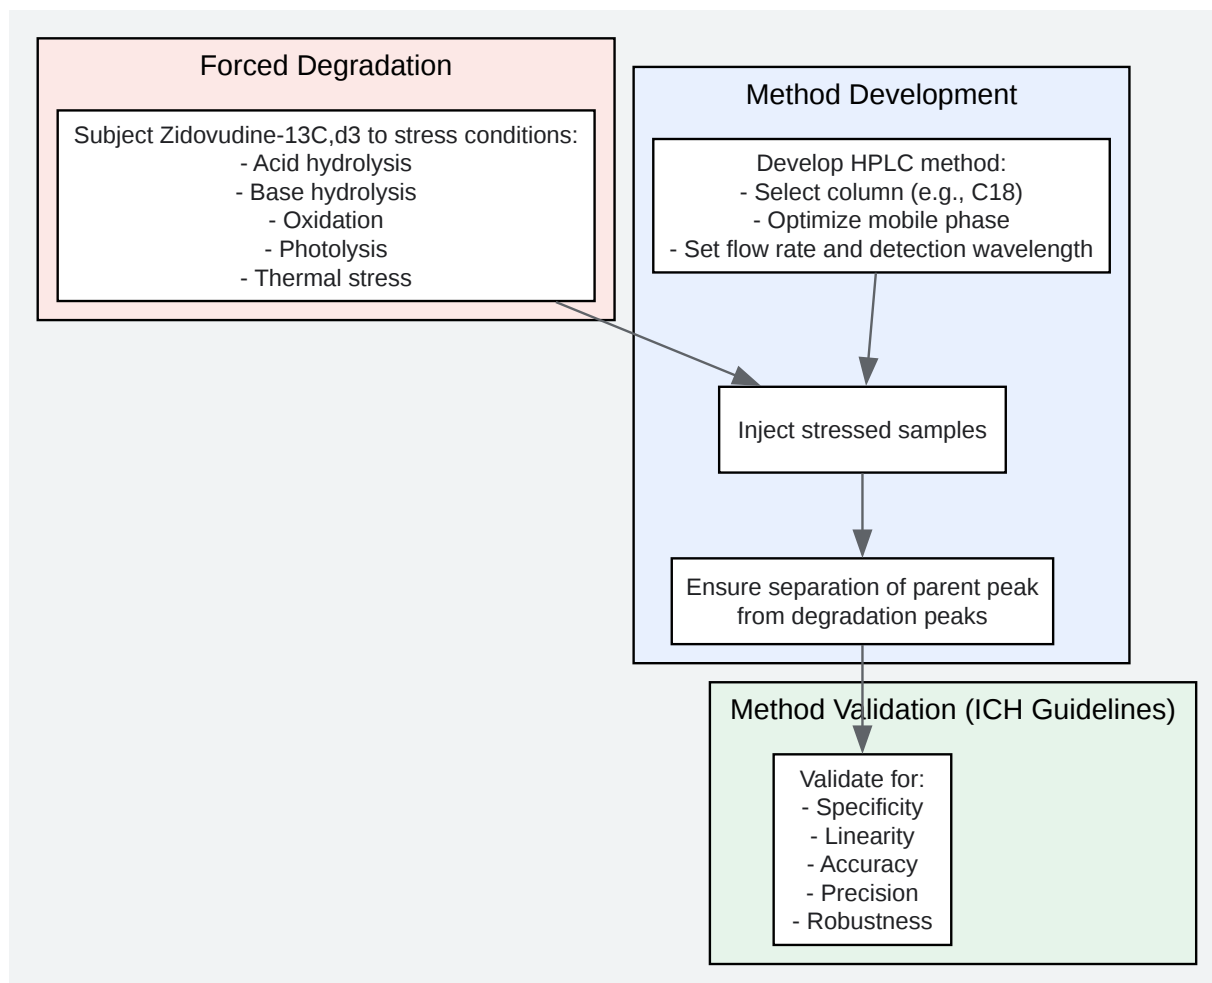 Forced Degradation
Subject Zidovudine-13C,d3 to stress conditions:
- Acid hydrolysis
- Base hydrolysis
- Oxidation
- Photolysis
- Thermal stress
Method Development
Develop HPLC method:
- Select column (e.g., C18)
- Optimize mobile phase
- Set flow rate and detection wavelength
Inject stressed samples
Ensure separation of parent peak
from degradation peaks
Method Validation (ICH Guidelines)
Validate for:
- Specificity
- Linearity
- Accuracy
- Precision
- Robustness